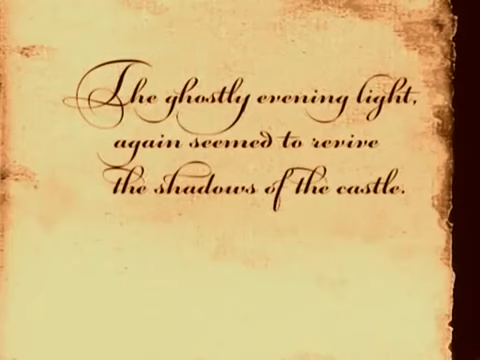 The ghostly evening light,
again seemed to revive
the shadows of the castle.